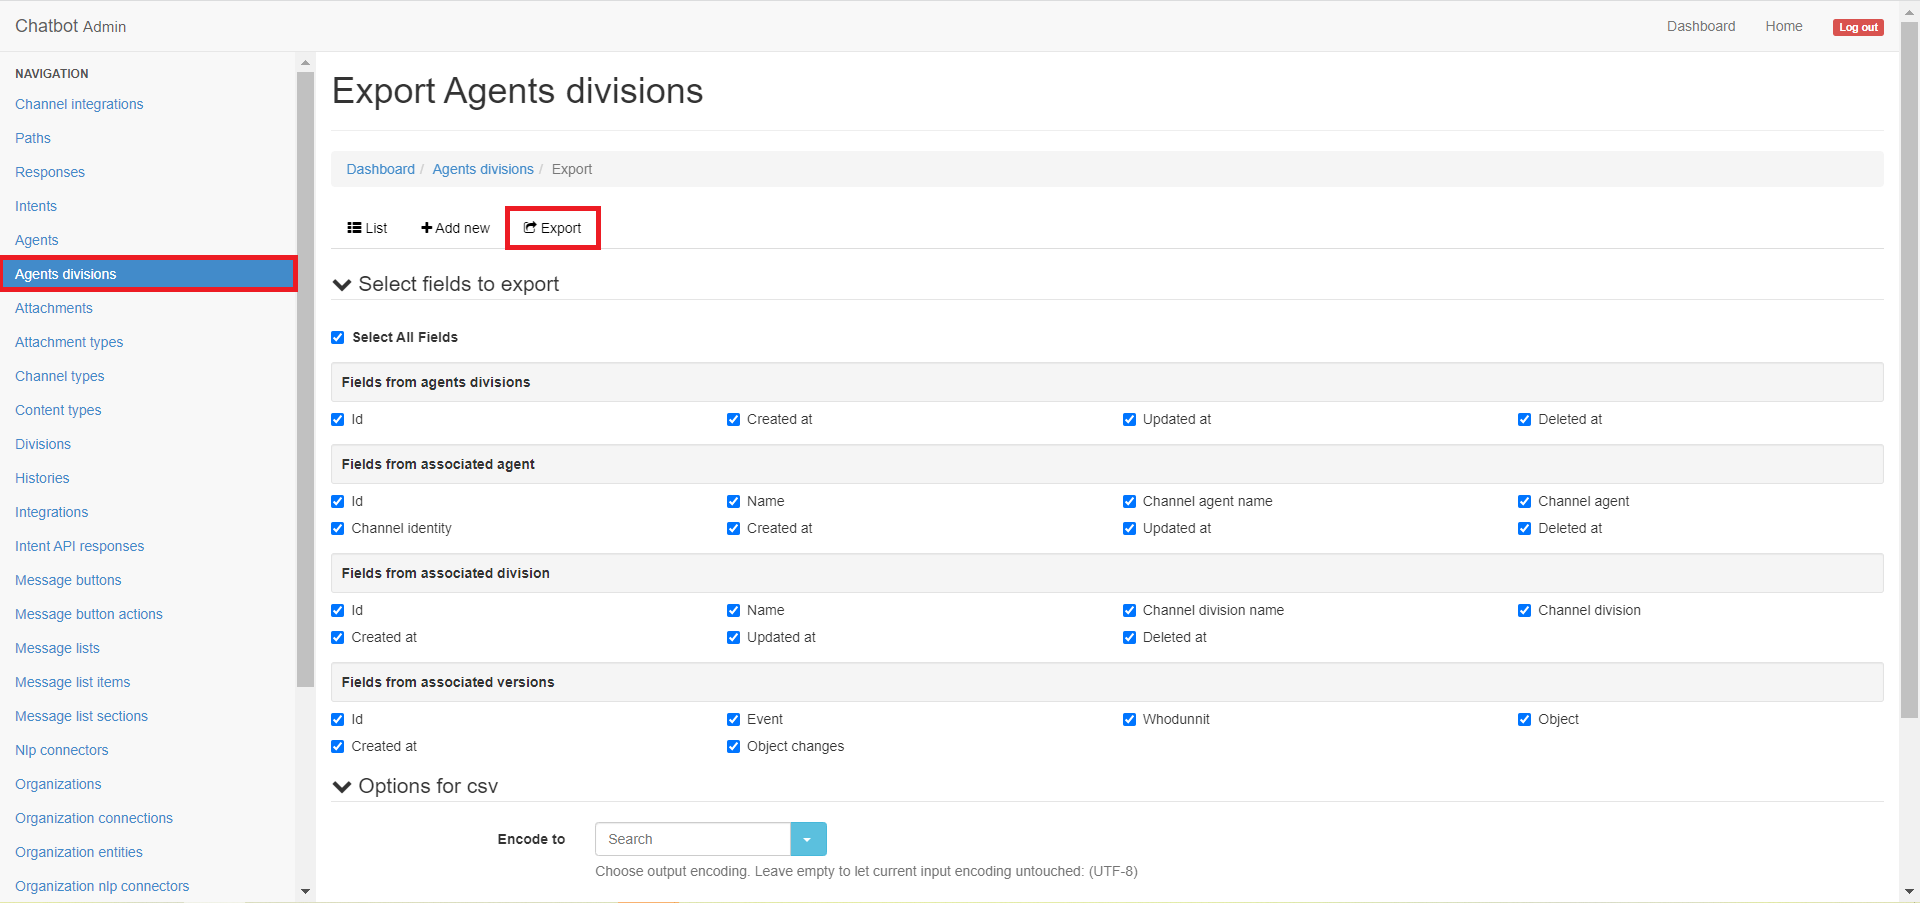 Chatbot Admin
Dashboard Home Log out
NAVIGATION
Channel integrations
Paths
Responses
Intents
Agents
Agents divisions
Attachments
Attachment types
Channel types
Content types
Divisions
Histories
Integrations
Intent API responses
Message buttons
Message button actions
Message lists
Message list items
Message list sections
Nlp connectors
Organizations
Organization connections
Organization entities
Organization nlp connectors
Export Agents divisions
Dashboard / Agents divisions / Export
List Add new Export
Select fields to export
Select All Fields
Fields from agents divisions
Id Created at Updated at Deleted at
Fields from associated agent
Id Name Channel agent name Channel agent
Channel identity Created at Updated at Deleted at
Fields from associated division
Id Name Channel division name Channel division
Created at Updated at Deleted at
Fields from associated versions
Id Event Whodunnit Object
Created at Object changes
Options for csv
Encode to Search
Choose output encoding. Leave empty to let current input encoding untouched: (UTF-8)